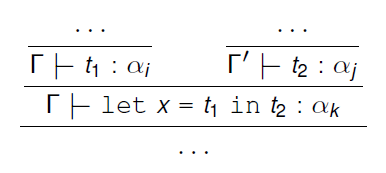 ... ...
Γ ⊢ t₁ : αᵢ Γ′ ⊢ t₂ : αⱼ
Γ ⊢ let x = t₁ in t₂ : αₖ
...